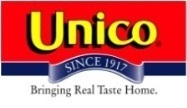 Unico®
SINCE 1917
Bringing Real Taste Home.